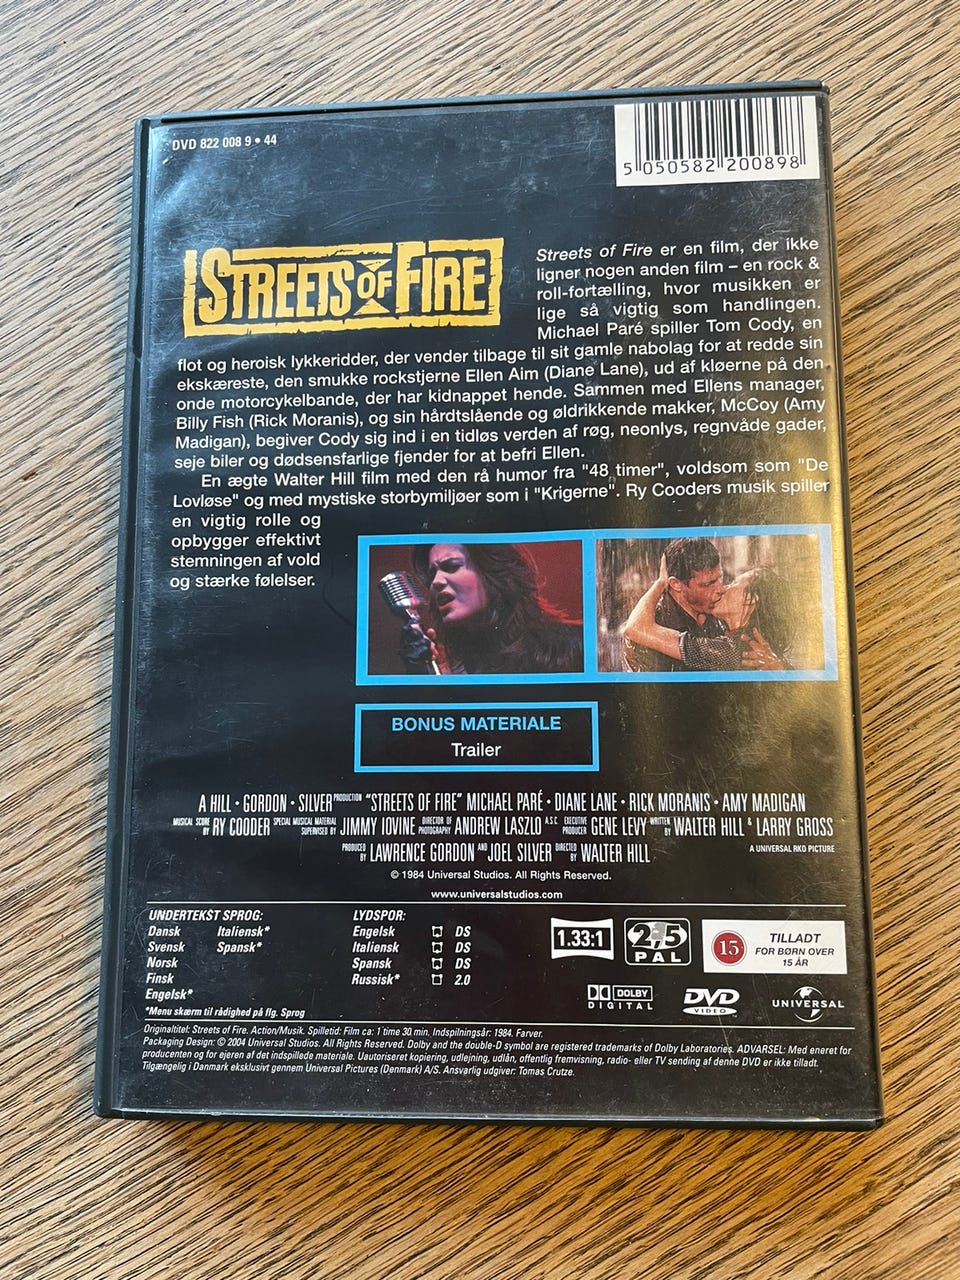 DVD 822 008 9 • 44
5 050582 200898
STREETS OF FIRE
Streets of Fire er en film, der ikke
ligner nogen anden film – en rock &
roll-fortælling, hvor musikken er
lige så vigtig som handlingen.
Michael Paré spiller Tom Cody, en
flot og heroisk lykkeridder, der vender tilbage til sit gamle nabolag for at redde sin
ekskæreste, den smukke rockstjerne Ellen Aim (Diane Lane), ud af kløerne på den
onde motorcykelbande, der har kidnappet hende. Sammen med Ellens manager,
Billy Fish (Rick Moranis), og sin hårdtslående og øldrikkende makker, McCoy (Amy
Madigan), begiver Cody sig ind i en tidløs verden af røg, neonlys, regnvåde gader,
seje biler og dødsensfarlige fjender for at befri Ellen.
En ægte Walter Hill film med den rå humor fra "48 timer", voldsom som "De
Lovløse" og med mystiske storbymiljøer som i "Krigerne". Ry Cooders musik spiller
en vigtig rolle og
opbygger effektivt
stemningen af vold
og stærke følelser.
BONUS MATERIALE
Trailer
A HILL • GORDON • SILVER PRODUCTION "STREETS OF FIRE" MICHAEL PARÉ • DIANE LANE • RICK MORANIS • AMY MADIGAN
MUSICAL SCORE BY RY COODER SPECIAL MUSICAL MATERIAL SUPERVISED BY JIMMY IOVINE DIRECTOR OF PHOTOGRAPHY ANDREW LASZLO A.S.C. EXECUTIVE PRODUCER GENE LEVY WRITTEN BY WALTER HILL & LARRY GROSS
PRODUCED BY LAWRENCE GORDON AND JOEL SILVER DIRECTED BY WALTER HILL
A UNIVERSAL RKO PICTURE
© 1984 Universal Studios. All Rights Reserved.
www.universalstudios.com
UNDERTEKST SPROG:
Dansk Italiensk*
Svensk Spansk*
Norsk
Finsk
Engelsk*
*Menu skærm til rådighed på flg. Sprog
LYDSPOR:
Engelsk DS
Italiensk DS
Spansk DS
Russisk* 2.0
1.33:1
2,5
PAL
15
TILLADT
FOR BØRN OVER
15 ÅR
DOLBY
DIGITAL
DVD
VIDEO
UNIVERSAL
Originaltitel: Streets of Fire. Action/Musik. Spilletid: Film ca: 1 time 30 min. Indspilningsår: 1984. Farver.
Packaging Design: © 2004 Universal Studios. All Rights Reserved. Dolby and the double-D symbol are registered trademarks of Dolby Laboratories. ADVARSEL: Med eneret for
producenten og for ejeren af det indspillede materiale. Uautoriseret kopiering, udlejning, udlån, offentlig fremvisning, radio- eller TV sending af denne DVD er ikke tilladt.
Tilgængelig i Danmark eksklusivt gennem Universal Pictures (Denmark) A/S. Ansvarlig udgiver: Tomas Crutze.